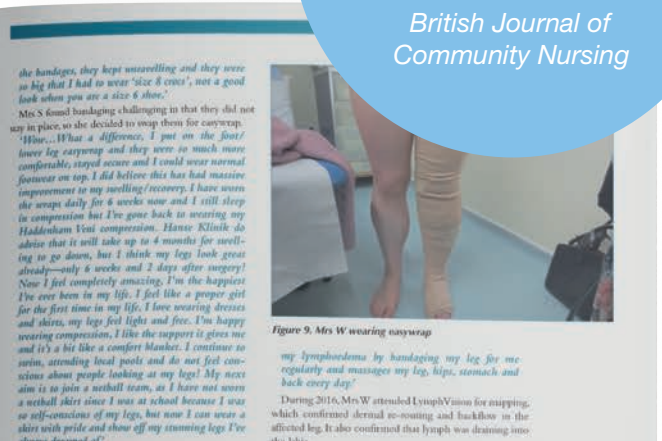 British Journal of
Community Nursing
the bandages, they kept unravelling and they were
so big that I had to wear ‘size 8 crocs’, not a good
look when you are a size 6 shoe.’
Mrs S found bandaging challenging in that they did not
stay in place, so she decided to swap them for easywrap.
‘Wow...What a difference, I put on the foot/
lower leg easywrap and they were so much more
comfortable, stayed secure and I could wear normal
footwear on top. I did believe this has had massive
improvement to my swelling/recovery. I have worn
the wraps daily for 6 weeks now and I still sleep
in compression but I’ve gone back to wearing my
Haddenham Veni compression. Hanse Klinik do
advise that it will take up to 4 months for swell-
ing to go down, but I think my legs look great
already—only 6 weeks and 2 days after surgery!
Now I feel completely amazing, I’m the happiest
I’ve ever been in my life. I feel like a proper girl
for the first time in my life, I love wearing dresses
and skirts, my legs feel light and free. I’m happy
wearing compression, I like the support it gives me
and it’s a bit like a comfort blanket. I continue to
swim, attending local pools and do not feel con-
scious about people looking at my legs! My next
aim is to join a netball team, as I have not worn
a netball skirt since I was at school because I was
so self-conscious of my legs, but now I can wear a
skirt with pride and show off my stunning legs I’ve
always dreamed of!
Figure 9. Mrs W wearing easywrap
my lymphoedema by bandaging my leg for me
regularly and massages my leg, hips, stomach and
back every day.’
During 2016, Mrs W attended LymphVision for mapping,
which confirmed dermal re-routing and backflow in the
affected leg. It also confirmed that lymph was draining into